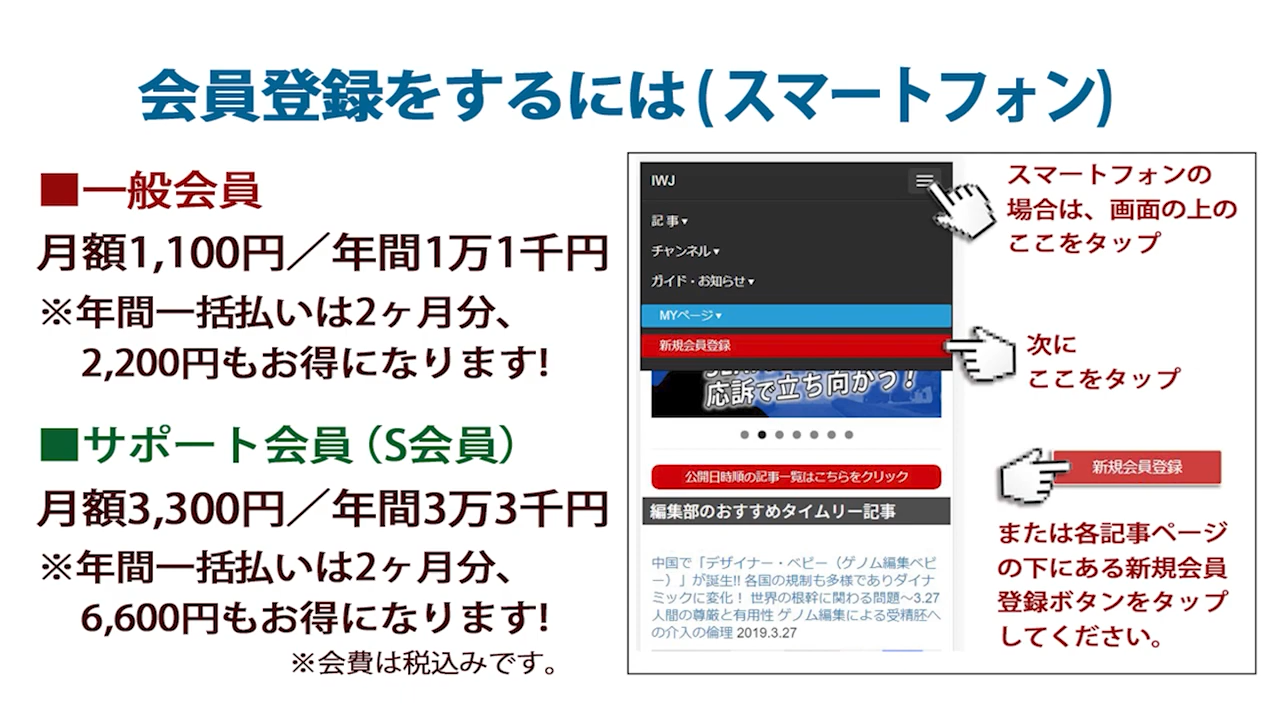 会員登録をするには(スマートフォン)
■一般会員
月額1,100円／年間1万1千円
※年間一括払いは2ヶ月分、
2,200円もお得になります!
■サポート会員（S会員）
月額3,300円／年間3万3千円
※年間一括払いは2ヶ月分、
6,600円もお得になります!
※会費は税込みです。
IWJ
記事▾
チャンネル▾
ガイド・お知らせ▾
MYページ▾
新規会員登録
応訴で立ち向かう！
公開日時順の記事一覧はこちらをクリック
編集部のおすすめタイムリー記事
中国で「デザイナー・ベビー（ゲノム編集ベビ
ー）」が誕生!! 各国の規制も多様でありダイナ
ミックに変化！ 世界の根幹に関わる問題～3.27
人間の尊厳と有用性 ゲノム編集による受精胚へ
の介入の倫理 2019.3.27
スマートフォンの
場合は、画面の上の
ここをタップ
次に
ここをタップ
新規会員登録
または各記事ページ
の下にある新規会員
登録ボタンをタップ
してください。